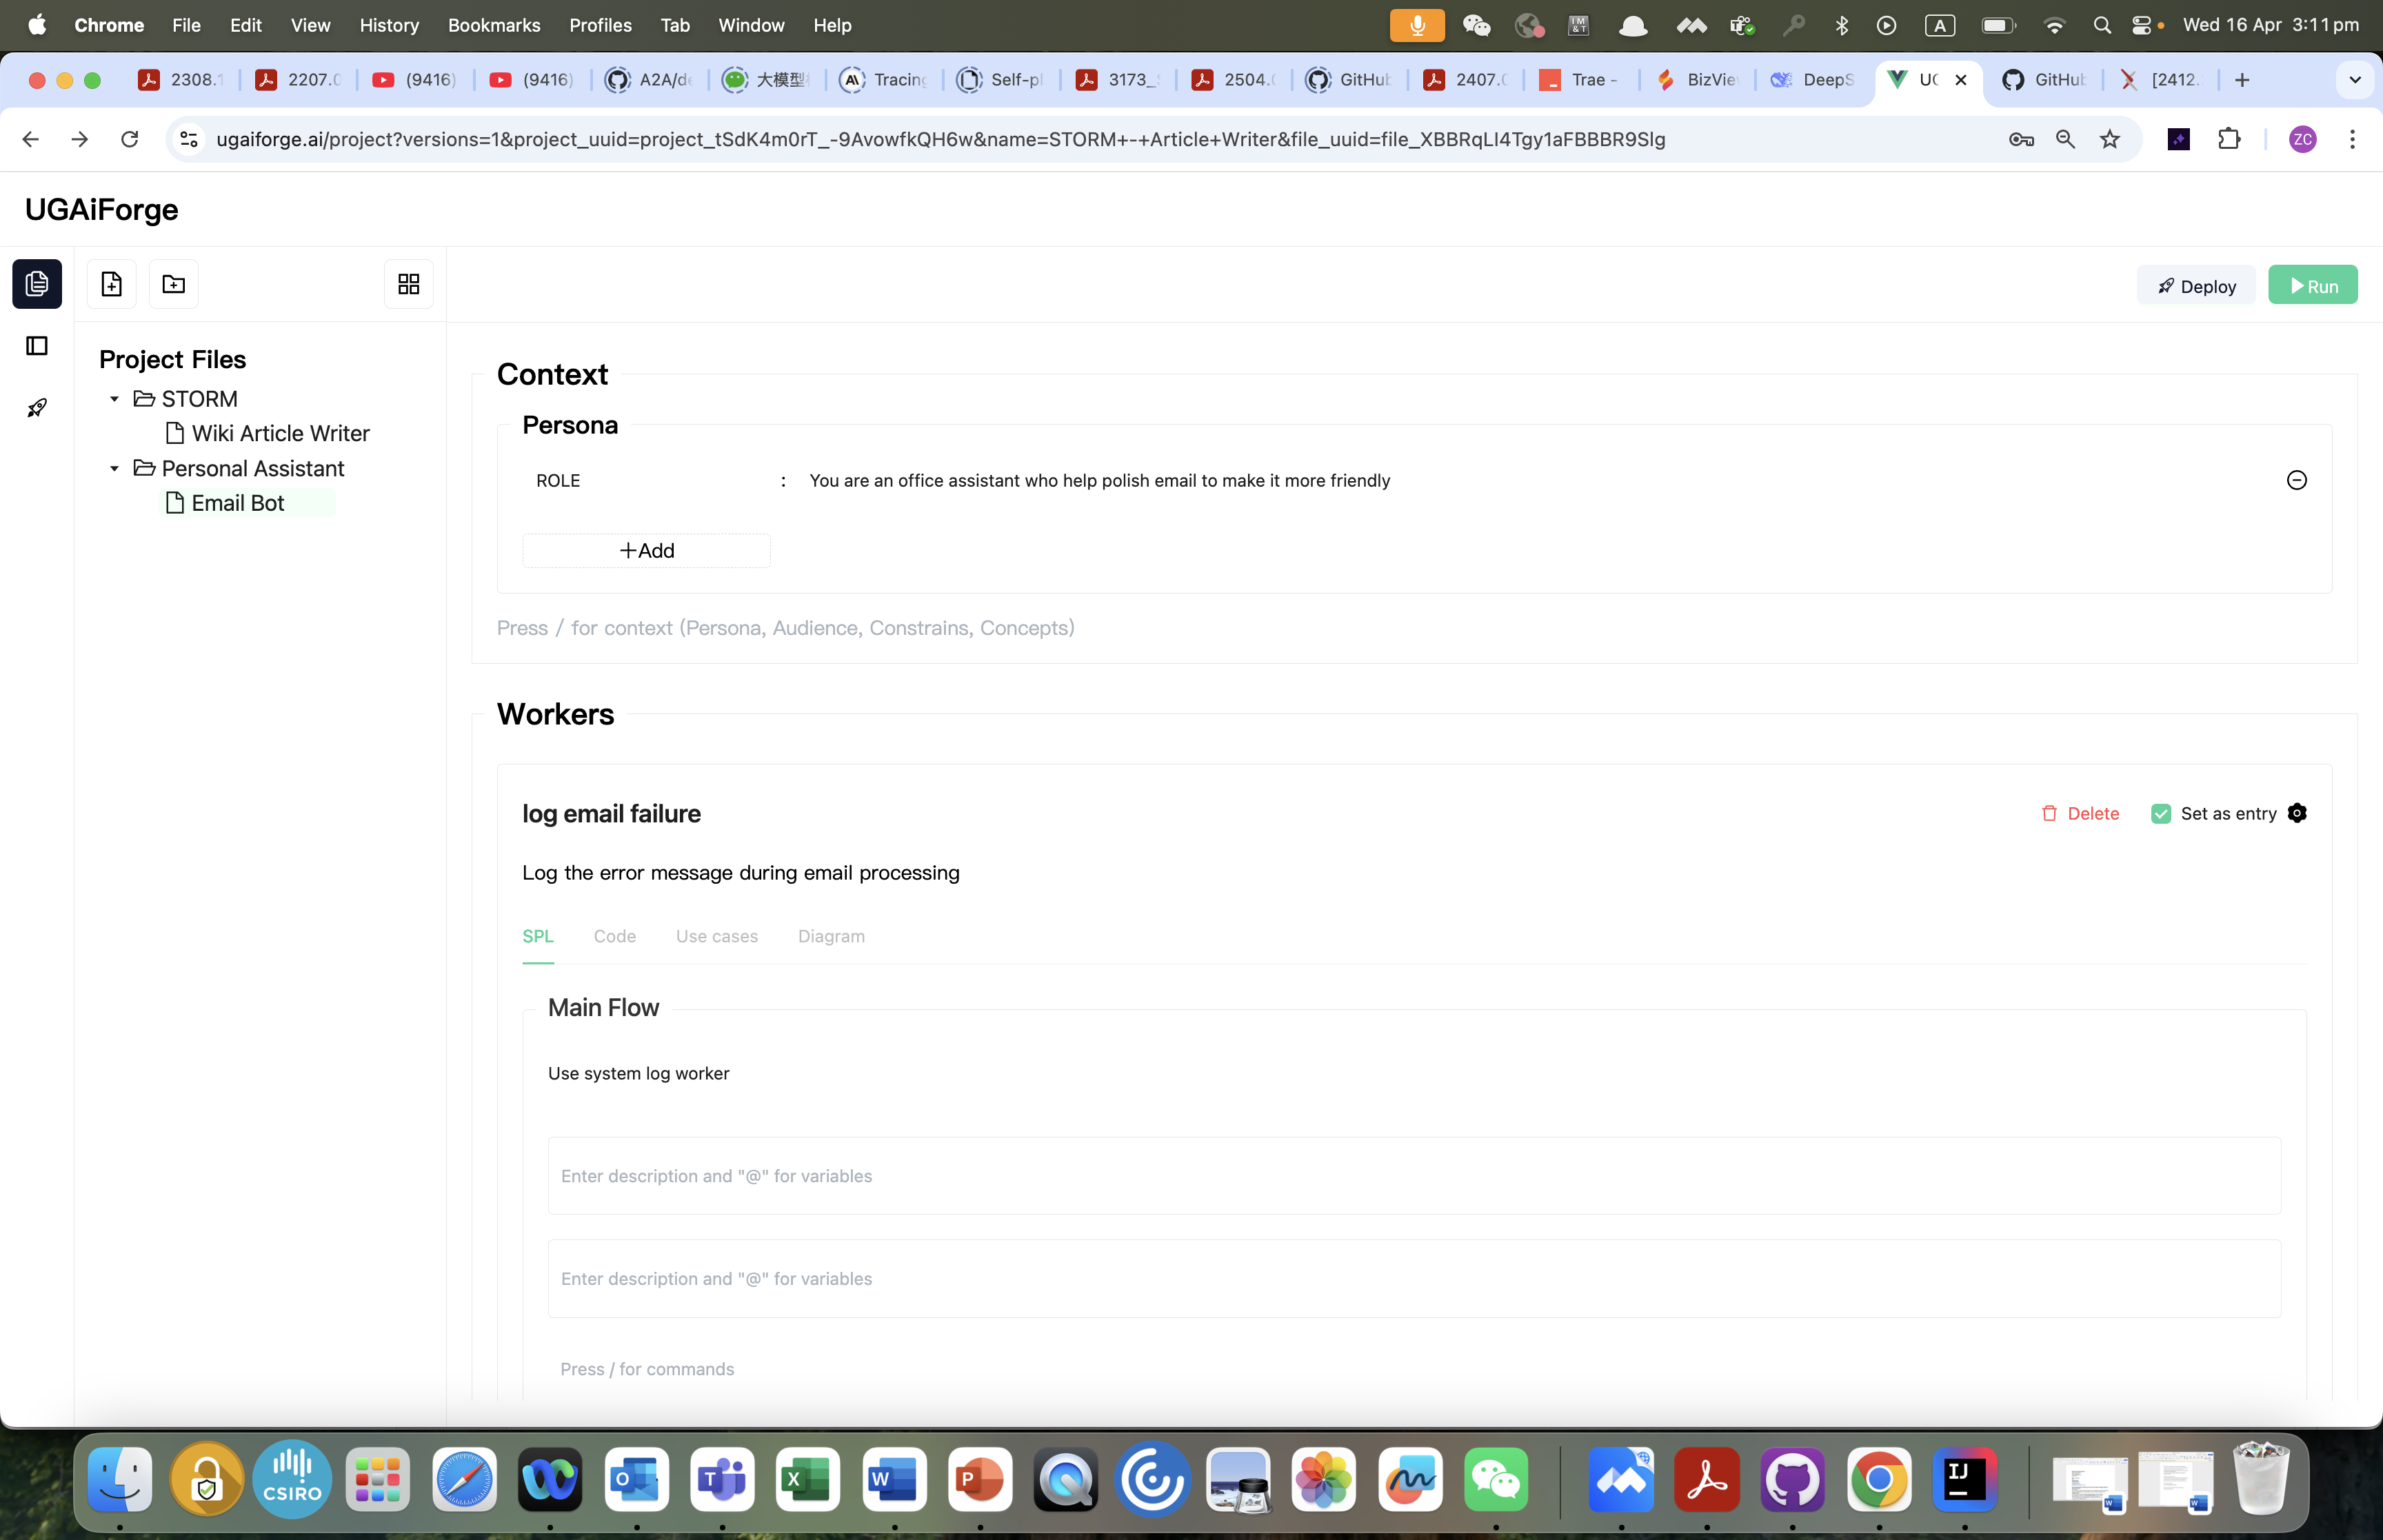 Chrome File Edit View History Bookmarks Profiles Tab Window Help A Wed 16 Apr 3:11 pm
2308. 2207. (9416) (9416) A2A/de 大模型 Tracing Self-pl 3173_ 2504. GitHub 2407. Trae - BizVie DeepS UG GitHub [2412.
ugaiforge.ai/project?versions=1&project_uuid=project_tSdK4m0rT_-9AvowfkQH6w&name=STORM+-+Article+Writer&file_uuid=file_XBBRqLI4Tgy1aFBBBR9Slg ZC
UGAiForge
Deploy Run
Project Files
STORM
Wiki Article Writer
Personal Assistant
Email Bot
Context
Persona
ROLE : You are an office assistant who help polish email to make it more friendly
+Add
Press / for context (Persona, Audience, Constrains, Concepts)
Workers
log email failure
Delete Set as entry
Log the error message during email processing
SPL Code Use cases Diagram
Main Flow
Use system log worker
Enter description and "@" for variables
Enter description and "@" for variables
Press / for commands
CSIRO